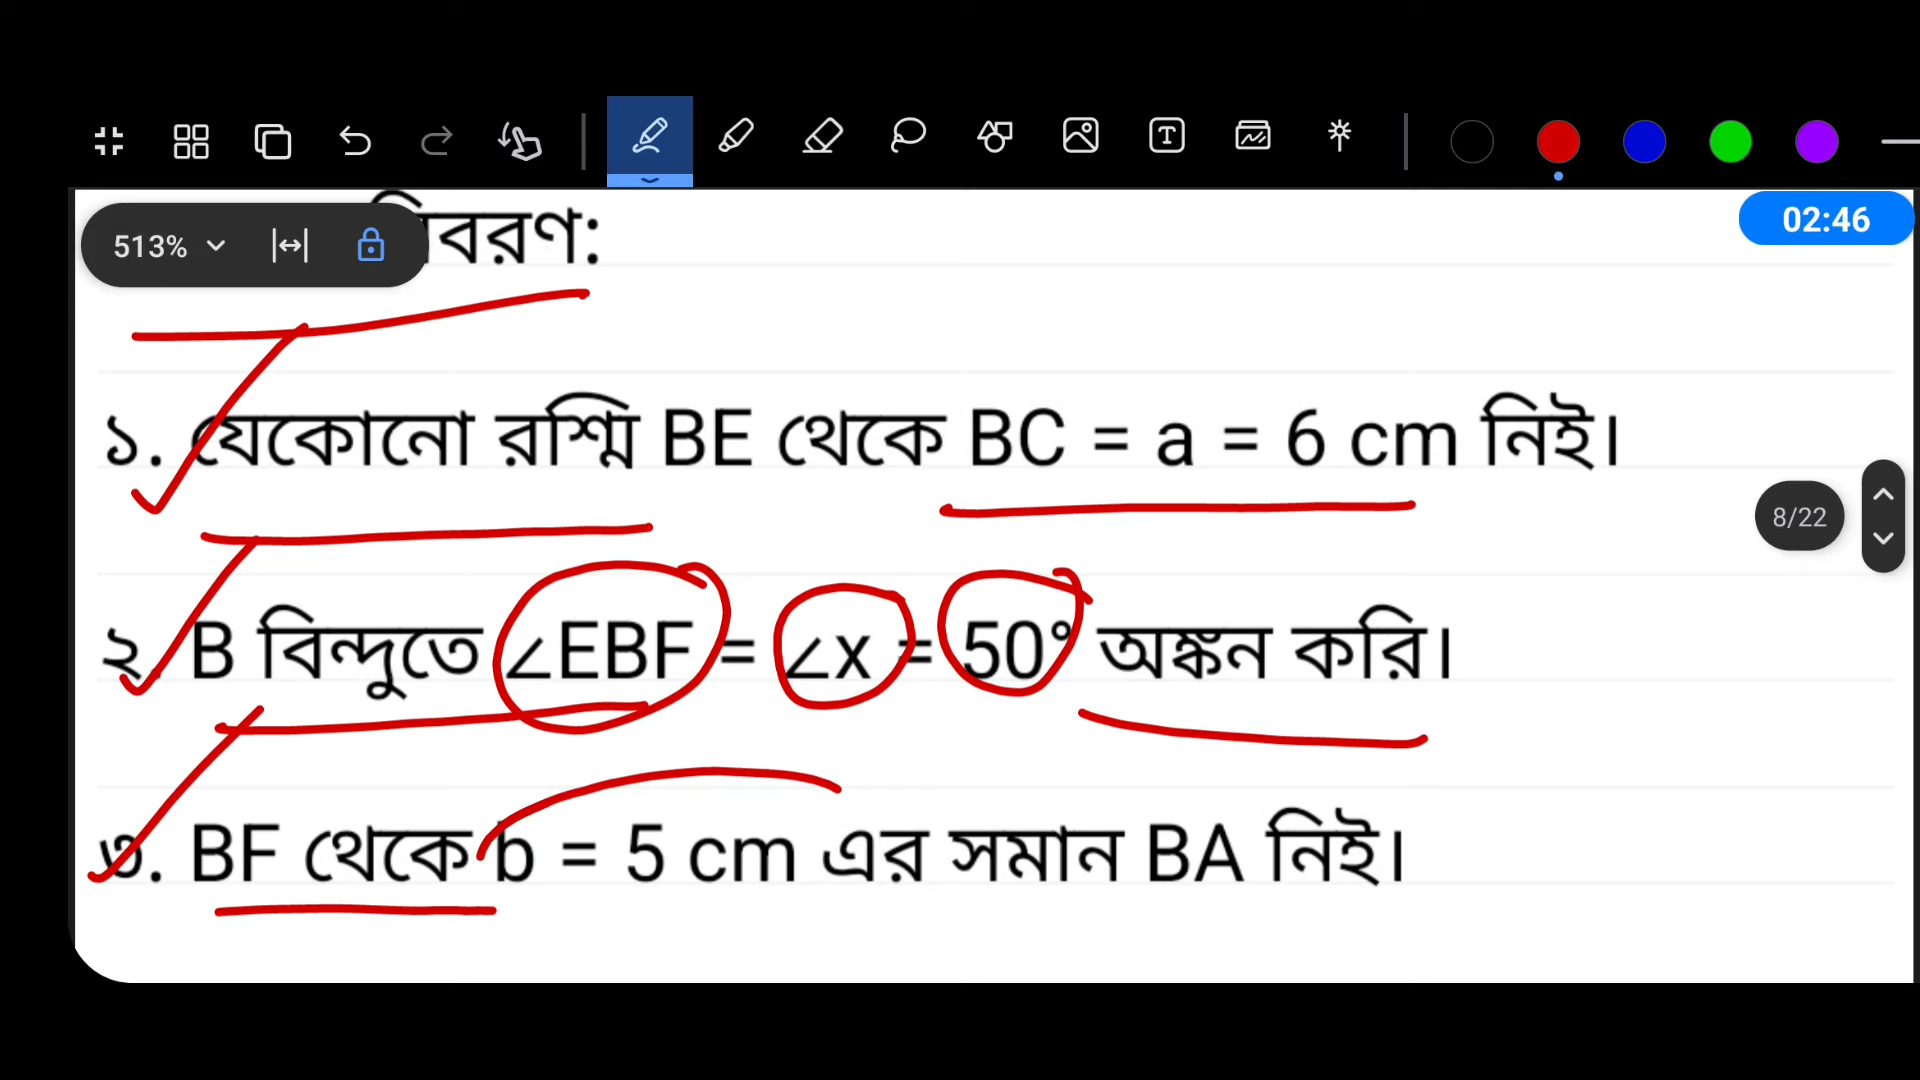 513%
বিবরণ:
02:46
১. যেকোনো রশ্মি BE থেকে BC = a = 6 cm নিই।
8/22
২. B বিন্দুতে ∠EBF = ∠x = 50° অঙ্কন করি।
৩. BF থেকে b = 5 cm এর সমান BA নিই।